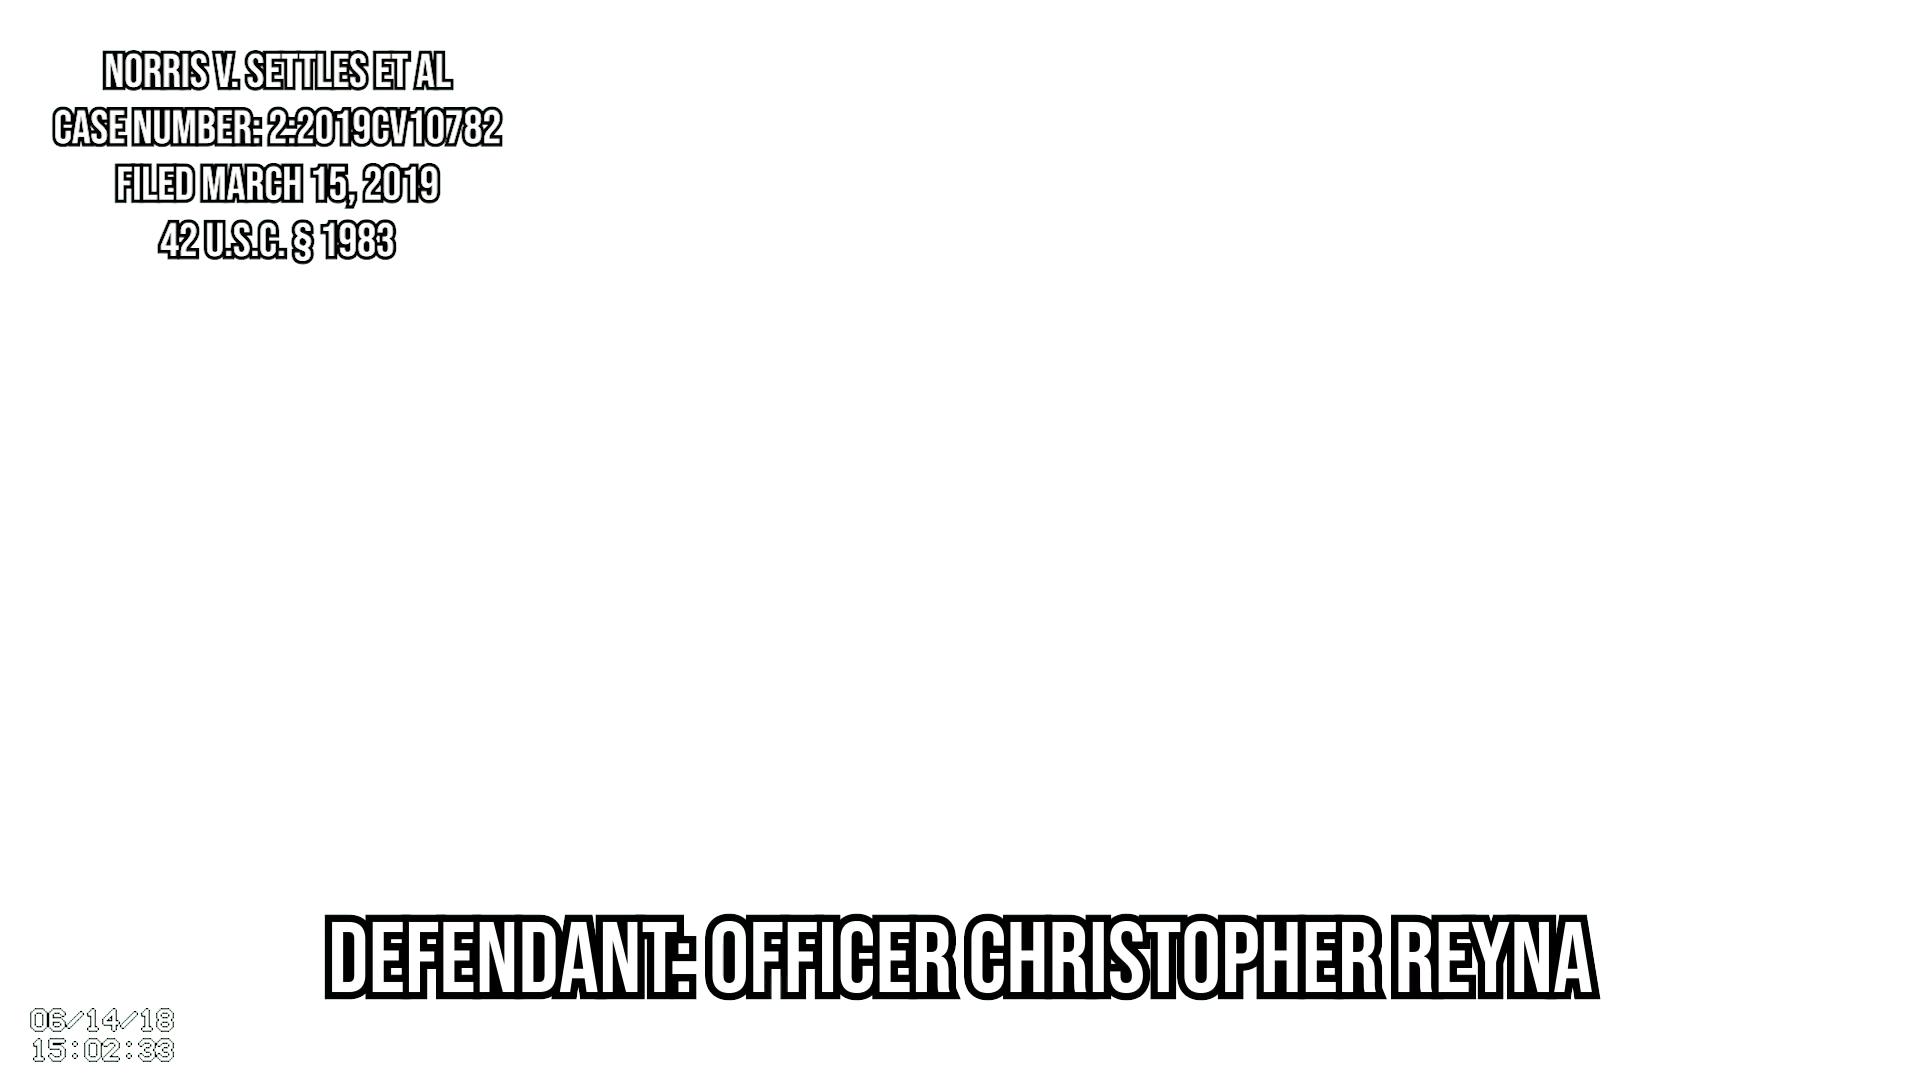 NORRIS V. SETTLES ET AL
CASE NUMBER: 2:2019CV10782
FILED MARCH 15, 2019
42 U.S.C. § 1983
DEFENDANT: OFFICER CHRISTOPHER REYNA
06/14/18
15:02:33